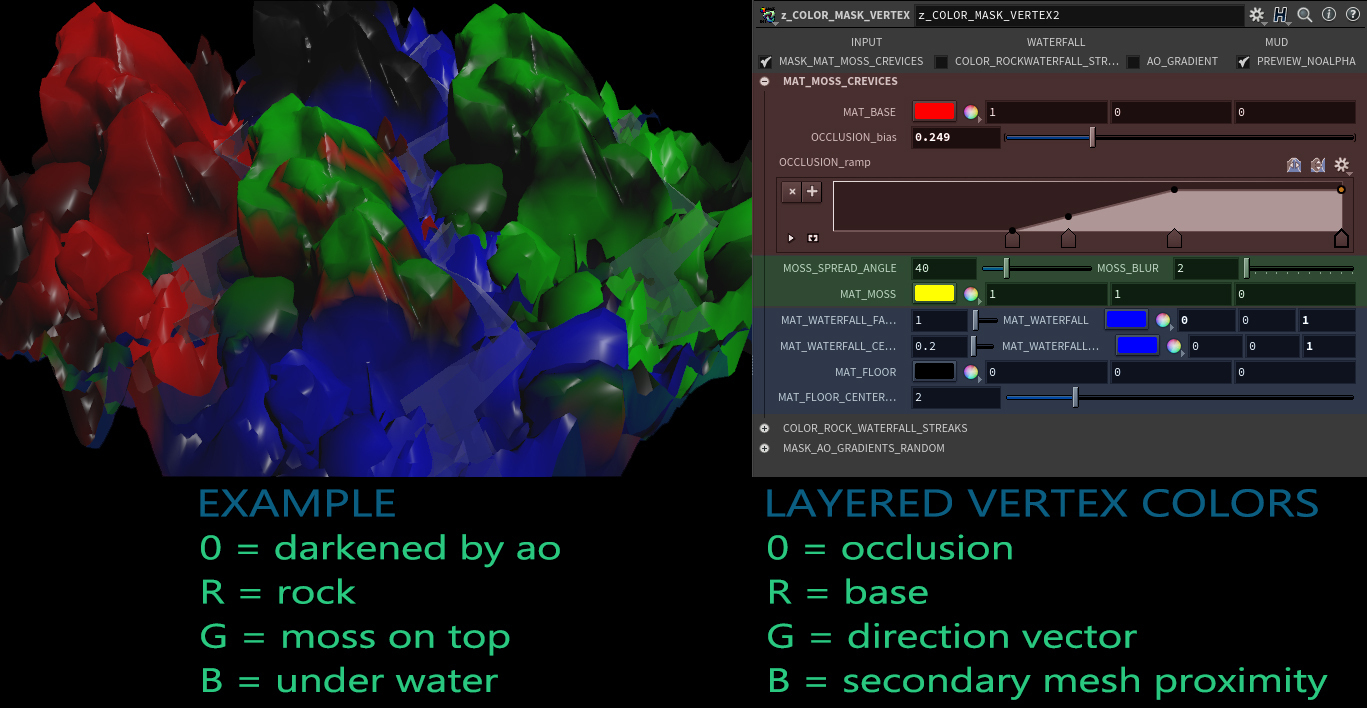 z_COLOR_MASK_VERTEX z_COLOR_MASK_VERTEX2
INPUT WATERFALL MUD
MASK_MAT_MOSS_CREVICES COLOR_ROCKWATERFALL_STR... AO_GRADIENT PREVIEW_NOALPHA
MAT_MOSS_CREVICES
MAT_BASE 1 0 0
OCCLUSION_bias 0.249
OCCLUSION_ramp
MOSS_SPREAD_ANGLE 40 MOSS_BLUR 2
MAT_MOSS 1 1 0
MAT_WATERFALL_FA... 1 MAT_WATERFALL 0 0 1
MAT_WATERFALL_CE... 0.2 MAT_WATERFALL... 0 0 1
MAT_FLOOR 0 0 0
MAT_FLOOR_CENTER... 2
COLOR_ROCK_WATERFALL_STREAKS
MASK_AO_GRADIENTS_RANDOM
EXAMPLE
0 = darkened by ao
R = rock
G = moss on top
B = under water
LAYERED VERTEX COLORS
0 = occlusion
R = base
G = direction vector
B = secondary mesh proximity